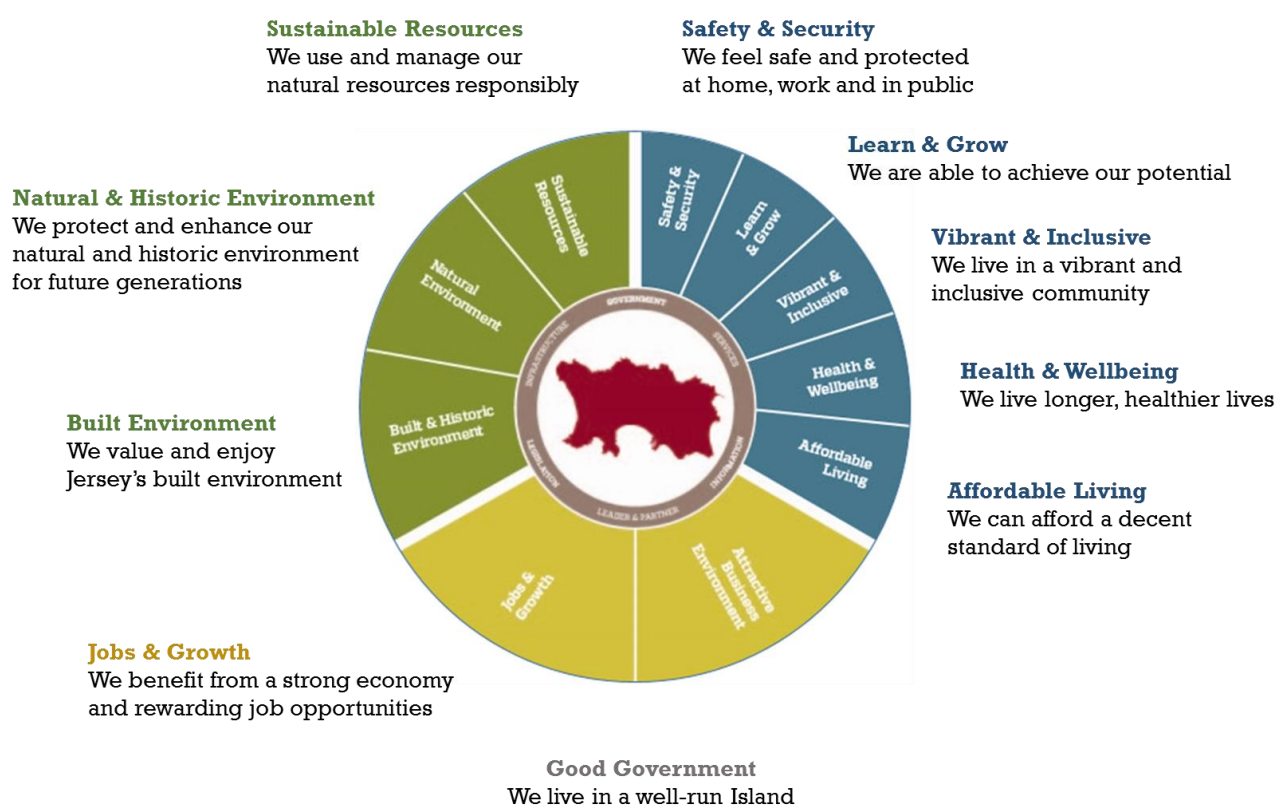 Sustainable Resources
We use and manage our
natural resources responsibly
Safety & Security
We feel safe and protected
at home, work and in public
Learn & Grow
We are able to achieve our potential
Natural & Historic Environment
We protect and enhance our
natural and historic environment
for future generations
Vibrant & Inclusive
We live in a vibrant and
inclusive community
Health & Wellbeing
We live longer, healthier lives
Built Environment
We value and enjoy
Jersey's built environment
Affordable Living
We can afford a decent
standard of living
Jobs & Growth
We benefit from a strong economy
and rewarding job opportunities
Good Government
We live in a well-run Island
Sustainable
Resources
Safety &
Security
Learn
& Grow
Vibrant &
Inclusive
Health &
Wellbeing
Affordable
Living
Attractive
Business
Environment
Jobs &
Growth
Built & Historic
Environment
Natural
Environment
GOVERNMENT
SERVICES
INFORMATION
LEADER & PARTNER
LEGISLATION
INFRASTRUCTURE